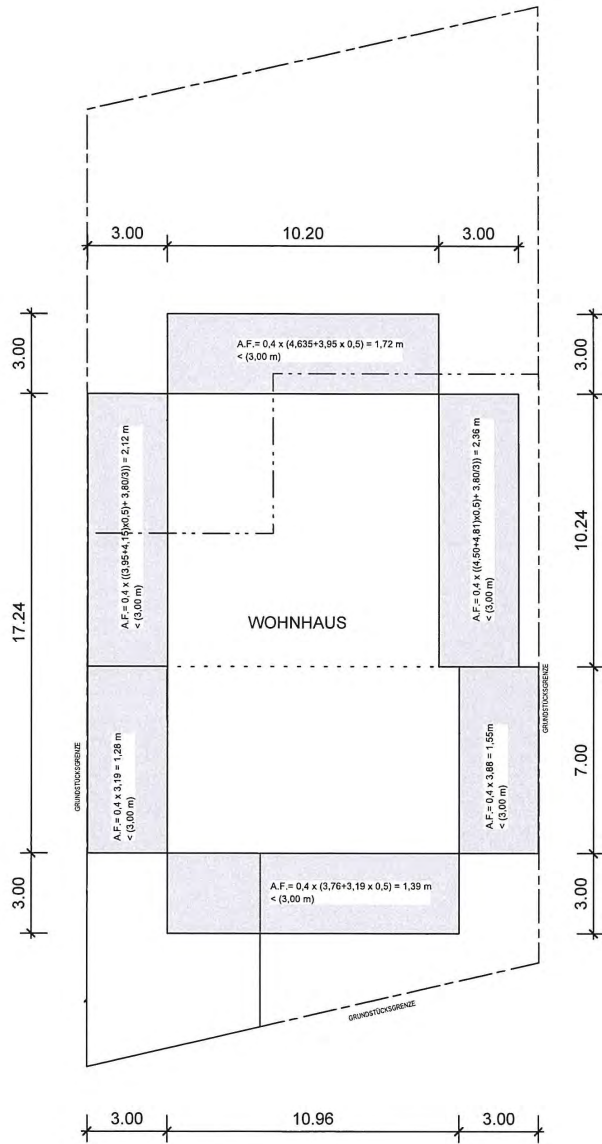 3.00
10.20
3.00
3.00
A.F.= 0,4 x (4,635+3,95 x 0,5) = 1,72 m
< (3,00 m)
3.00
17.24
A.F.= 0,4 x ((3,95+4,15)x0,5)+ 3,80/3)) = 2,12 m
< (3,00 m)
A.F.= 0,4 x ((4,50+4,81)x0,5)+ 3,80/3)) = 2,36 m
< (3,00 m)
10.24
WOHNHAUS
GRUNDSTÜCKSGRENZE
A.F.= 0,4 x 3,19 = 1,28 m
< (3,00 m)
A.F.= 0,4 x 3,88 = 1,55m
< (3,00 m)
GRUNDSTÜCKSGRENZE
7.00
3.00
A.F.= 0,4 x (3,76+3,19 x 0,5) = 1,39 m
< (3,00 m)
3.00
GRUNDSTÜCKSGRENZE
3.00
10.96
3.00